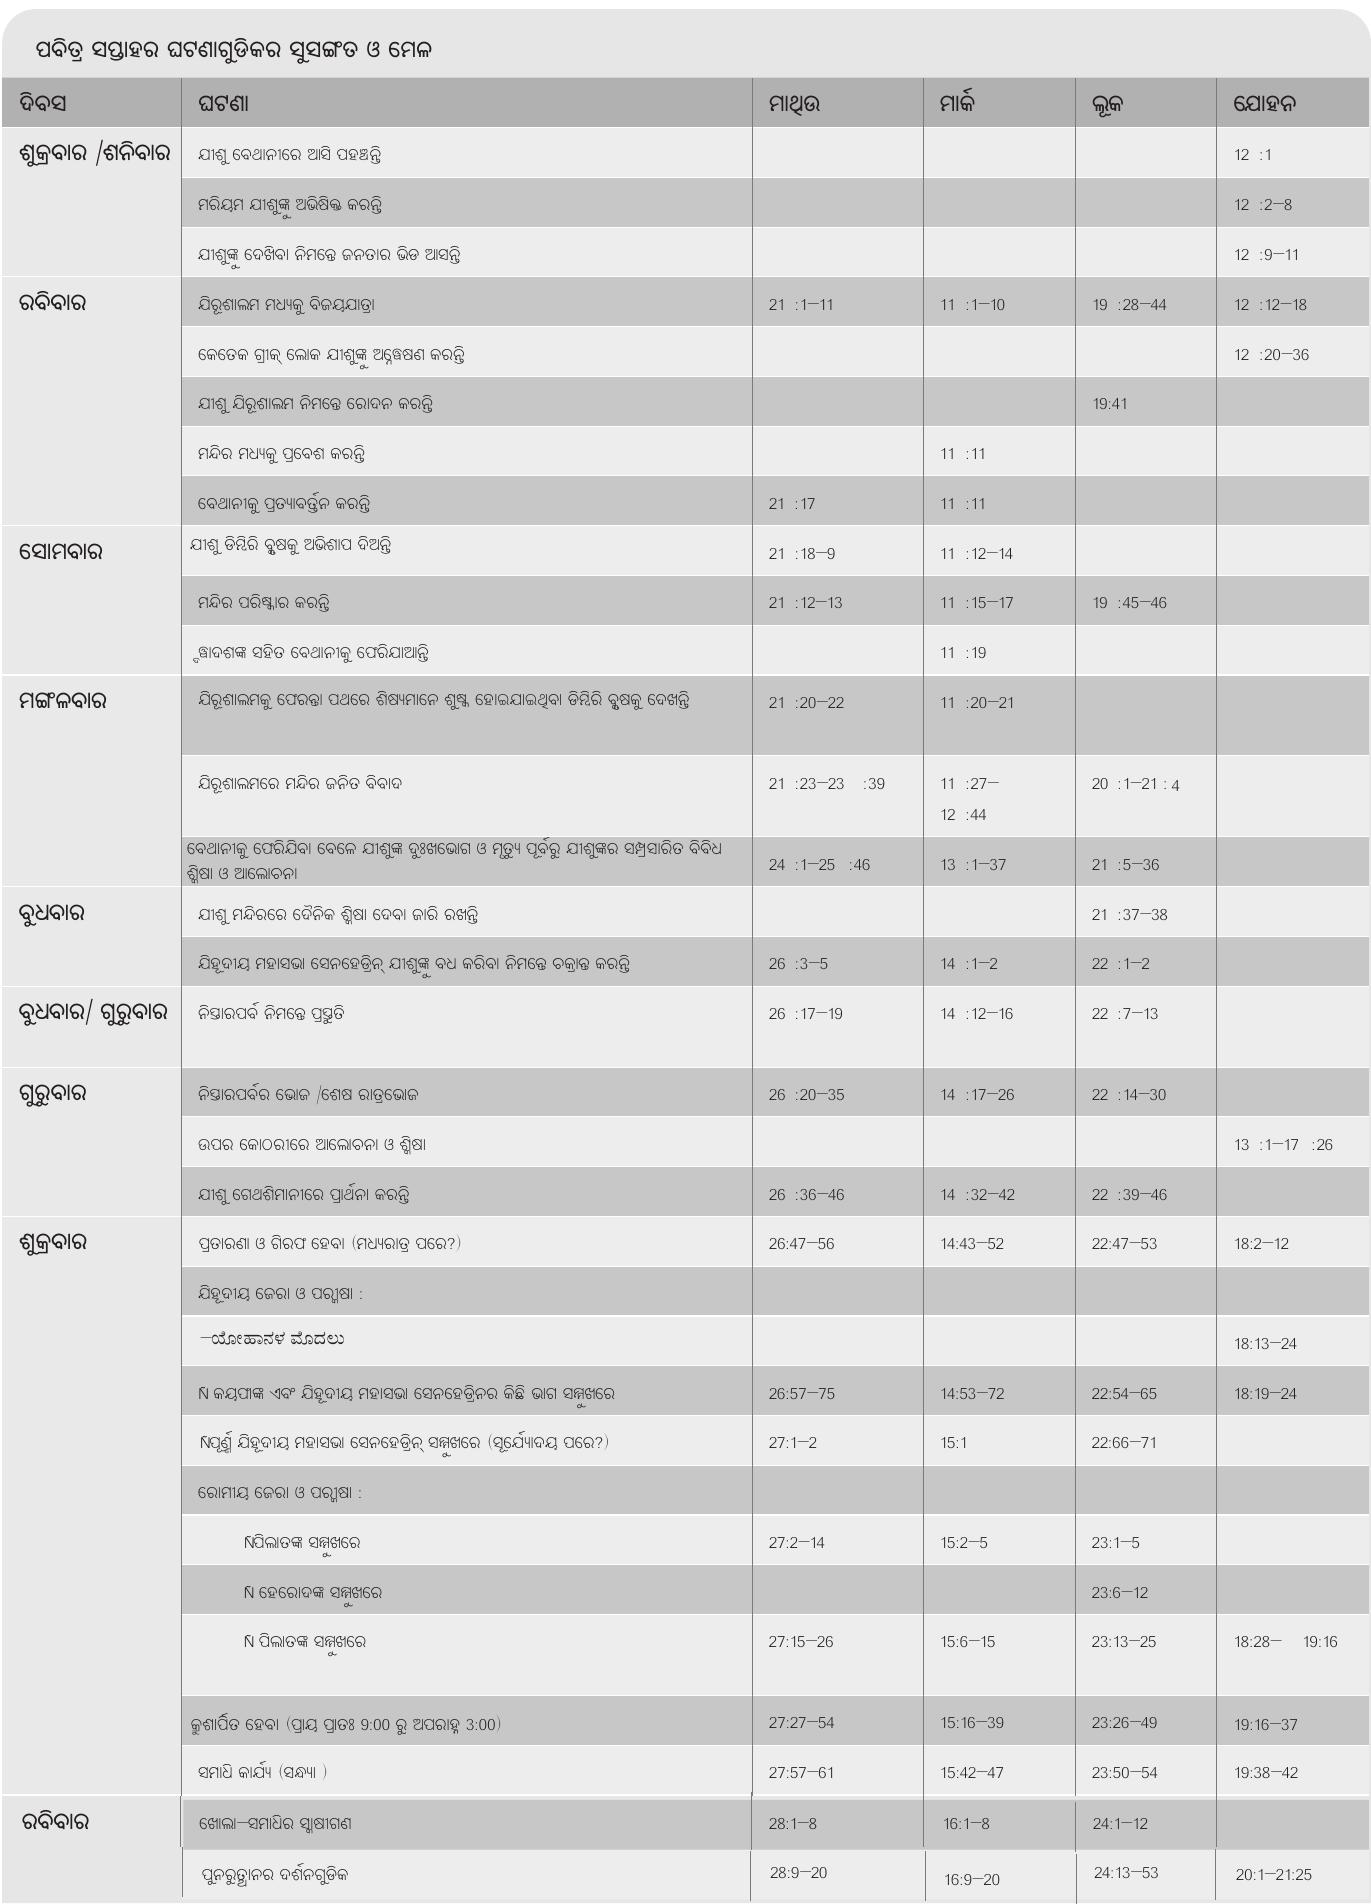 ପବିତ୍ର ସପ୍ତାହର ଘଟଣାଗୁଡିକର ସୁସଙ୍ଗତ ଓ ମେଳ
ଦିବସ ଘଟଣା ମାଥିଉ ମାର୍କ ଲୂକ ଯୋହନ
ଶୁକ୍ରବାର /ଶନିବାର ଯୀଶୁ ବେଥାନୀରେ ଆସି ପହଞ୍ଚନ୍ତି 12 :1
ମରିୟମ ଯୀଶୁଙ୍କୁ ଅଭିଷିକ୍ତ କରନ୍ତି 12 :2—8
ଯୀଶୁଙ୍କୁ ଦେଖିବା ନିମନ୍ତେ ଜନତାର ଭିଡ ଆସନ୍ତି 12 :9—11
ରବିବାର ଯିରୂଶାଲମ ମଧ୍ୟକୁ ବିଜୟଯାତ୍ରା 21 :1—11 11 :1—10 19 :28—44 12 :12—18
କେତେକ ଗ୍ରୀକ୍ ଲୋକ ଯୀଶୁଙ୍କୁ ଅନ୍ୱେଷଣ କରନ୍ତି 12 :20—36
ଯୀଶୁ ଯିରୂଶାଲମ ନିମନ୍ତେ ରୋଦନ କରନ୍ତି 19:41
ମନ୍ଦିର ମଧ୍ୟକୁ ପ୍ରବେଶ କରନ୍ତି 11 :11
ବେଥାନୀକୁ ପ୍ରତ୍ୟାବର୍ତ୍ତନ କରନ୍ତି 21 :17 11 :11
ସୋମବାର ଯୀଶୁ ଡିମ୍ବିରି ବୃକ୍ଷକୁ ଅଭିଶାପ ଦିଅନ୍ତି 21 :18—9 11 :12—14
ମନ୍ଦିର ପରିଷ୍କାର କରନ୍ତି 21 :12—13 11 :15—17 19 :45—46
ଦ୍ୱାଦଶଙ୍କ ସହିତ ବେଥାନୀକୁ ଫେରିଯାଆନ୍ତି 11 :19
ମଙ୍ଗଳବାର ଯିରୂଶାଲମକୁ ଫେରନ୍ତା ପଥରେ ଶିଷ୍ୟମାନେ ଶୁଷ୍କ ହୋଇଯାଇଥିବା ଡିମ୍ବିରି ବୃକ୍ଷକୁ ଦେଖନ୍ତି 21 :20—22 11 :20—21
ଯିରୂଶାଲମରେ ମନ୍ଦିର ଜନିତ ବିବାଦ 21 :23—23 :39 11 :27— 20 :1—21 : 4
12 :44
ବେଥାନୀକୁ ଫେରିଯିବା ବେଳେ ଯୀଶୁଙ୍କ ଦୁଃଖଭୋଗ ଓ ମୃତ୍ୟୁ ପୂର୍ବରୁ ଯୀଶୁଙ୍କର ସମ୍ପ୍ରସାରିତ ବିବିଧ
ଶିକ୍ଷା ଓ ଆଲୋଚନା 24 :1—25 :46 13 :1—37 21 :5—36
ବୁଧବାର ଯୀଶୁ ମନ୍ଦିରରେ ଦୈନିକ ଶିକ୍ଷା ଦେବା ଜାରି ରଖନ୍ତି 21 :37—38
ଯିହୂଦୀୟ ମହାସଭା ସେନହେଡ୍ରିନ୍ ଯୀଶୁଙ୍କୁ ବଧ କରିବା ନିମନ୍ତେ ଚକ୍ରାନ୍ତ କରନ୍ତି 26 :3—5 14 :1—2 22 :1—2
ବୁଧବାର/ ଗୁରୁବାର ନିସ୍ତାରପର୍ବ ନିମନ୍ତେ ପ୍ରସ୍ତୁତି 26 :17—19 14 :12—16 22 :7—13
ଗୁରୁବାର ନିସ୍ତାରପର୍ବର ଭୋଜ /ଶେଷ ରାତ୍ରଭୋଜ 26 :20—35 14 :17—26 22 :14—30
ଉପର କୋଠରୀରେ ଆଲୋଚନା ଓ ଶିକ୍ଷା 13 :1—17 :26
ଯୀଶୁ ଗେଥଶିମାନୀରେ ପ୍ରାର୍ଥନା କରନ୍ତି 26 :36—46 14 :32—42 22 :39—46
ଶୁକ୍ରବାର ପ୍ରତାରଣା ଓ ଗିରଫ ହେବା (ମଧ୍ୟରାତ୍ର ପରେ?) 26:47—56 14:43—52 22:47—53 18:2—12
ଯିହୂଦୀୟ ଜେରା ଓ ପରୀକ୍ଷା :
—ಯೋಹಾನಳ ಮೊದಲು 18:13—24
Ñ କୟପାଙ୍କ ଏବଂ ଯିହୂଦୀୟ ମହାସଭା ସେନହେଡ୍ରିନର କିଛି ଭାଗ ସମ୍ମୁଖରେ 26:57—75 14:53—72 22:54—65 18:19—24
Ñପୂର୍ଣ୍ଣ ଯିହୂଦୀୟ ମହାସଭା ସେନହେଡ୍ରିନ୍ ସମ୍ମୁଖରେ (ସୂର୍ଯ୍ୟୋଦୟ ପରେ?) 27:1—2 15:1 22:66—71
ରୋମୀୟ ଜେରା ଓ ପରୀକ୍ଷା :
Ñପିଲାତଙ୍କ ସମ୍ମୁଖରେ 27:2—14 15:2—5 23:1—5
Ñ ହେରୋଦଙ୍କ ସମ୍ମୁଖରେ 23:6—12
Ñ ପିଲାତଙ୍କ ସମ୍ମୁଖରେ 27:15—26 15:6—15 23:13—25 18:28— 19:16
କ୍ରୁଶାର୍ପିତ ହେବା (ପ୍ରାୟ ପ୍ରାତଃ 9:00 ରୁ ଅପରାହ୍ନ 3:00) 27:27—54 15:16—39 23:26—49 19:16—37
ସମାଧି କାର୍ଯ୍ୟ (ସନ୍ଧ୍ୟା ) 27:57—61 15:42—47 23:50—54 19:38—42
ରବିବାର ଖୋଲା—ସମାଧିର ସାକ୍ଷୀଗଣ 28:1—8 16:1—8 24:1—12
ପୁନରୁତ୍ଥାନର ଦର୍ଶନଗୁଡିକ 28:9—20 16:9—20 24:13—53 20:1—21:25